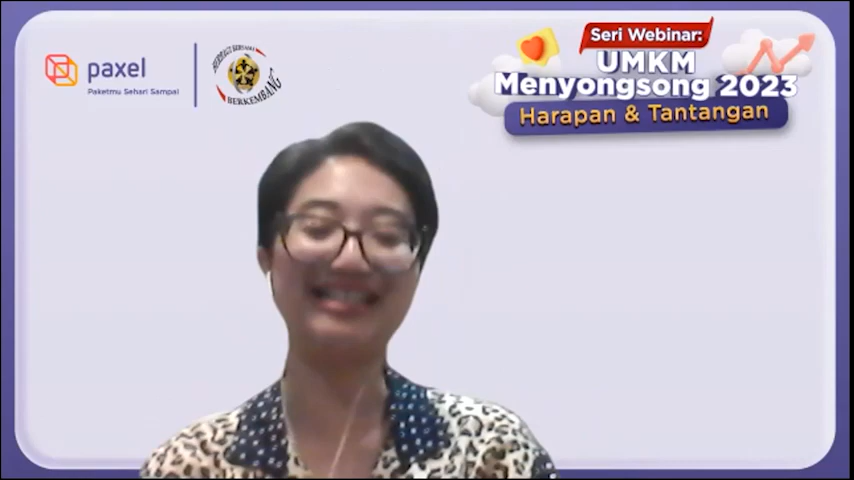 paxel
Paketmu Sehari Sampai
BERKEMBANG
Seri Webinar:
UMKM
Menyongsong 2023
Harapan & Tantangan